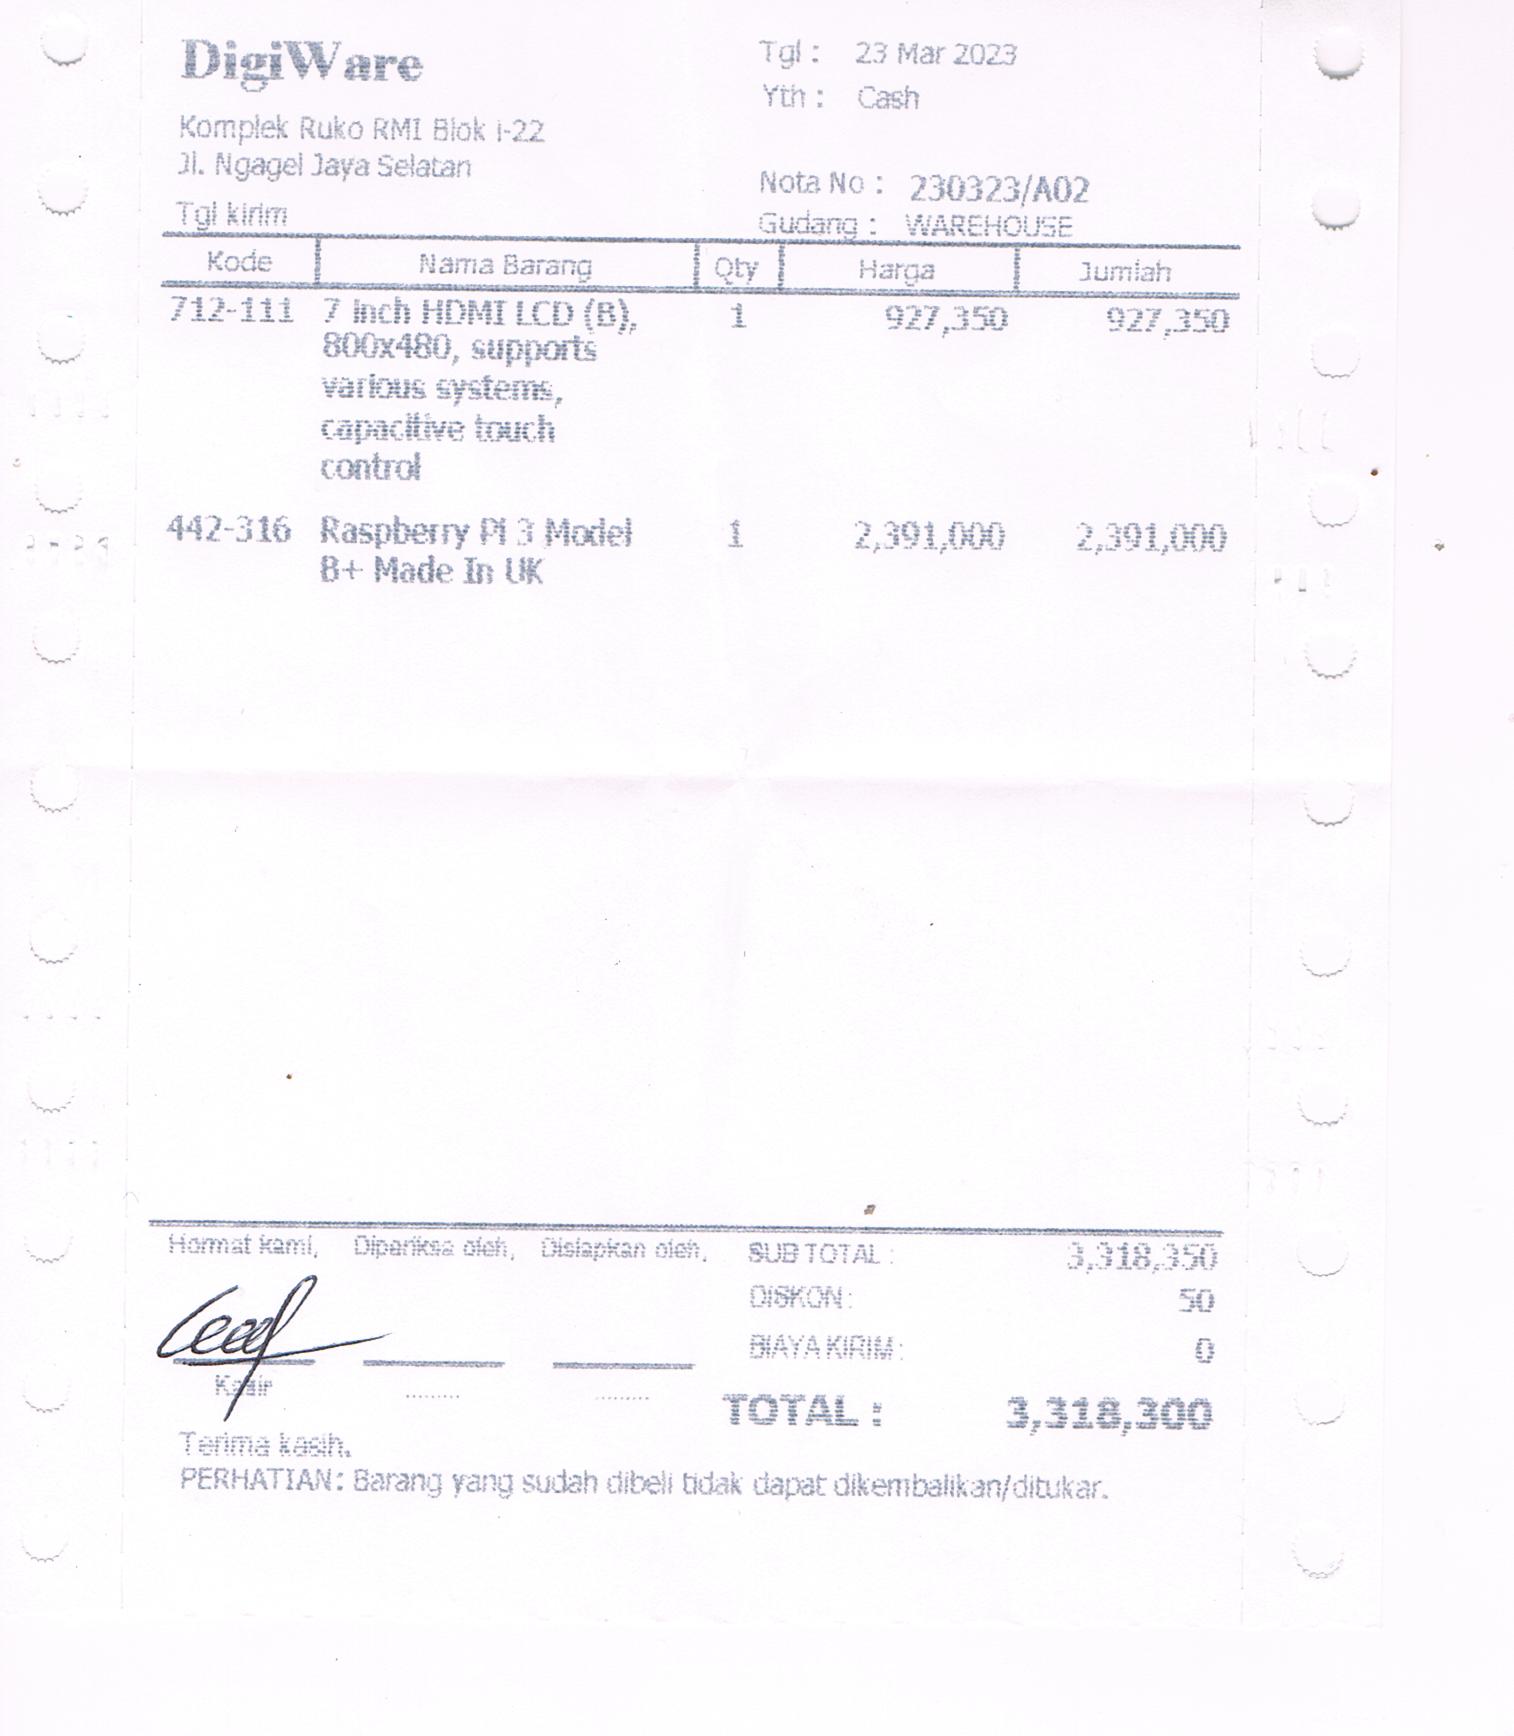 DigiWare
Komplek Ruko RMI Blok i-22
Jl. Ngagel Jaya Selatan
Tgl kirim
Tgl : 23 Mar 2023
Yth : Cash
Nota No : 230323/A02
Gudang : WAREHOUSE
Kode Nama Barang Qty Harga Jumlah
712-111 7 inch HDMI LCD (B), 1 927,350 927,350
800x480, supports
various systems,
capacitive touch
control
442-316 Raspberry Pi 3 Model 1 2,391,000 2,391,000
B+ Made In UK
Hormat kami, Diperiksa oleh, Disiapkan oleh,
Kasir
SUB TOTAL : 3,318,350
DISKON : 50
BIAYA KIRIM : 0
TOTAL : 3,318,300
Terima kasih.
PERHATIAN: Barang yang sudah dibeli tidak dapat dikembalikan/ditukar.